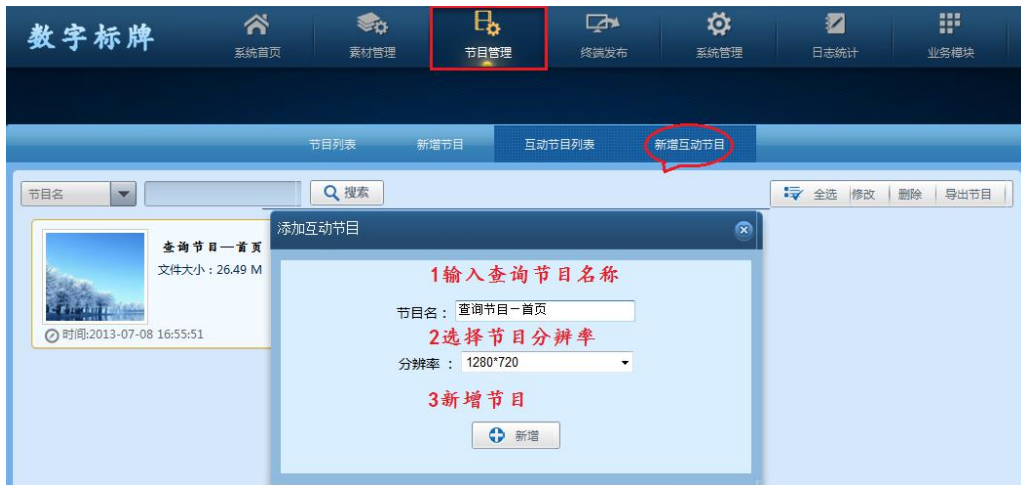 数字标牌
系统首页 素材管理 节目管理 终端发布 系统管理 日志统计 业务模块
节目列表 新增节目 互动节目列表 新增互动节目
节目名 搜索 全选 修改 删除 导出节目
添加互动节目
查询节目—首页
文件大小：26.49 M
时间:2013-07-08 16:55:51
1输入查询节目名称
节目名： 查询节目－首页
2选择节目分辨率
分辨率 ： 1280*720
3新增节目
新增